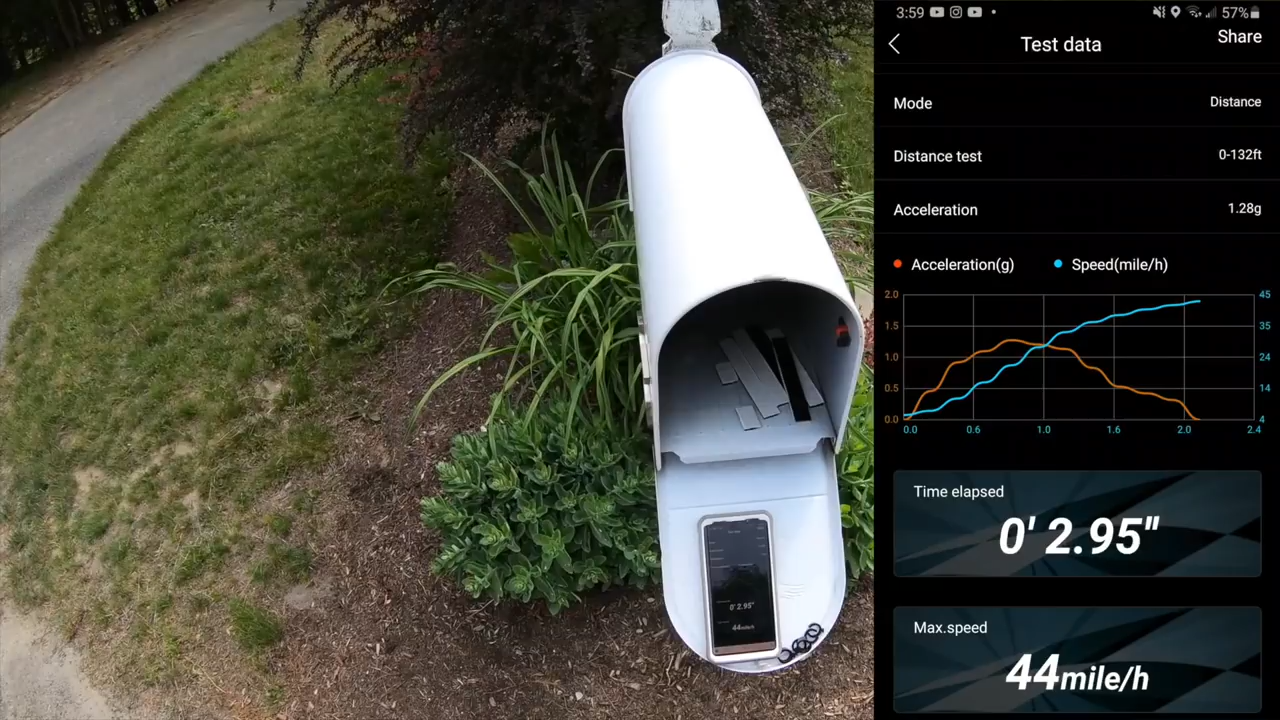 3:59
57%
Test data
Share
Mode
Distance
Distance test
0-132ft
Acceleration
1.28g
Acceleration(g)
Speed(mile/h)
2.0
45
1.5
35
1.0
24
0.5
14
0.0
4
0.0 0.6 1.0 1.6 2.0 2.4
Time elapsed
0' 2.95"
Max.speed
44mile/h
0' 2.95"
44mile/h